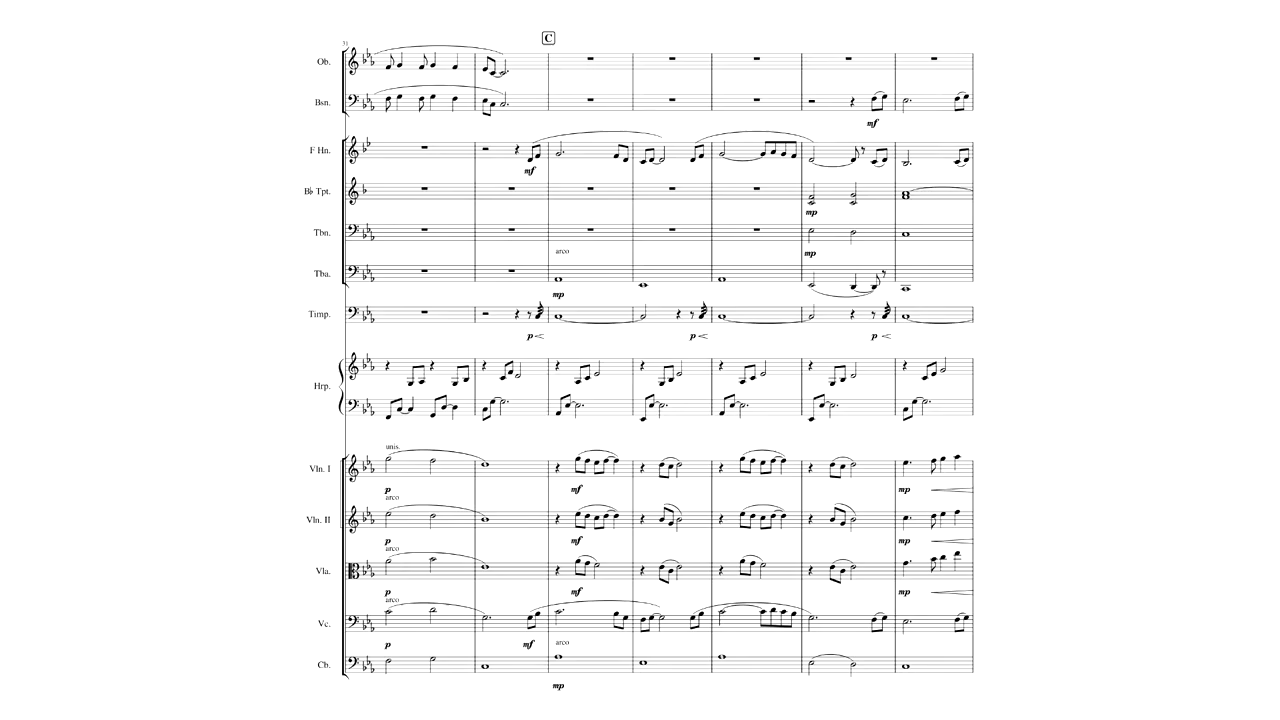 C
31
Ob.
Bsn.
mf
F Hn.
mf
B♭ Tpt.
mp
Tbn.
arco
mp
Tba.
mp
Timp.
p
p
p
Hrp.
unis.
Vln. I
p
mf
mp
arco
Vln. II
p
mf
mp
arco
Vla.
p
mf
mp
arco
Vc.
p
mf
arco
Cb.
mp